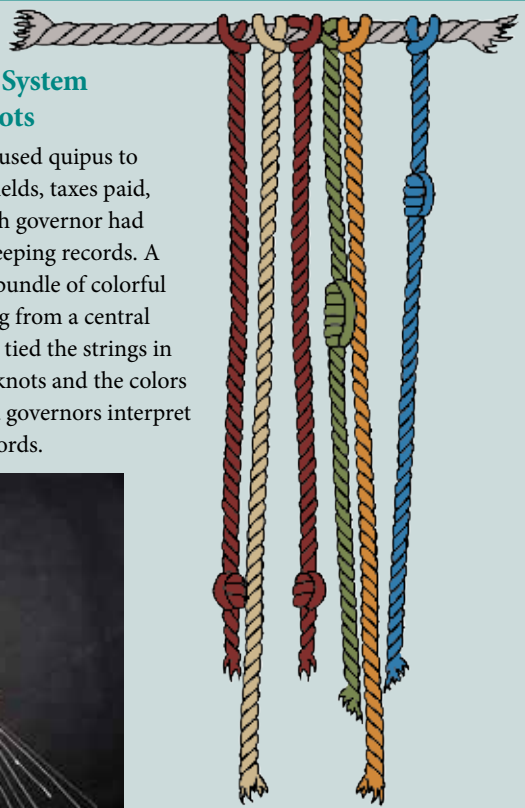 System
ots
used quipus to
ields, taxes paid,
h governor had
eeping records. A
bundle of colorful
g from a central
tied the strings in
knots and the colors
governors interpret
ords.